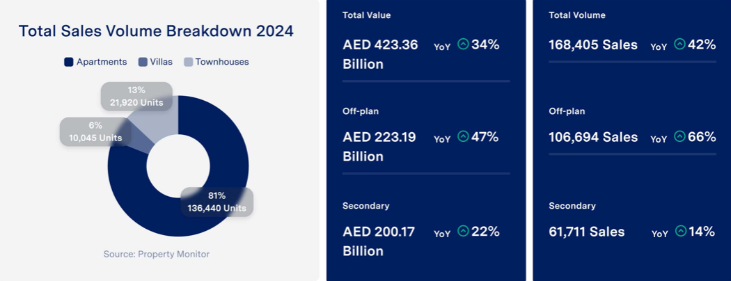 Total Sales Volume Breakdown 2024
Apartments Villas Townhouses
13%
21,920 Units
6%
10,045 Units
81%
136,440 Units
Source: Property Monitor
Total Value
AED 423.36 YoY 34%
Billion
Off-plan
AED 223.19 YoY 47%
Billion
Secondary
AED 200.17 YoY 22%
Billion
Total Volume
168,405 Sales YoY 42%
Off-plan
106,694 Sales YoY 66%
Secondary
61,711 Sales YoY 14%